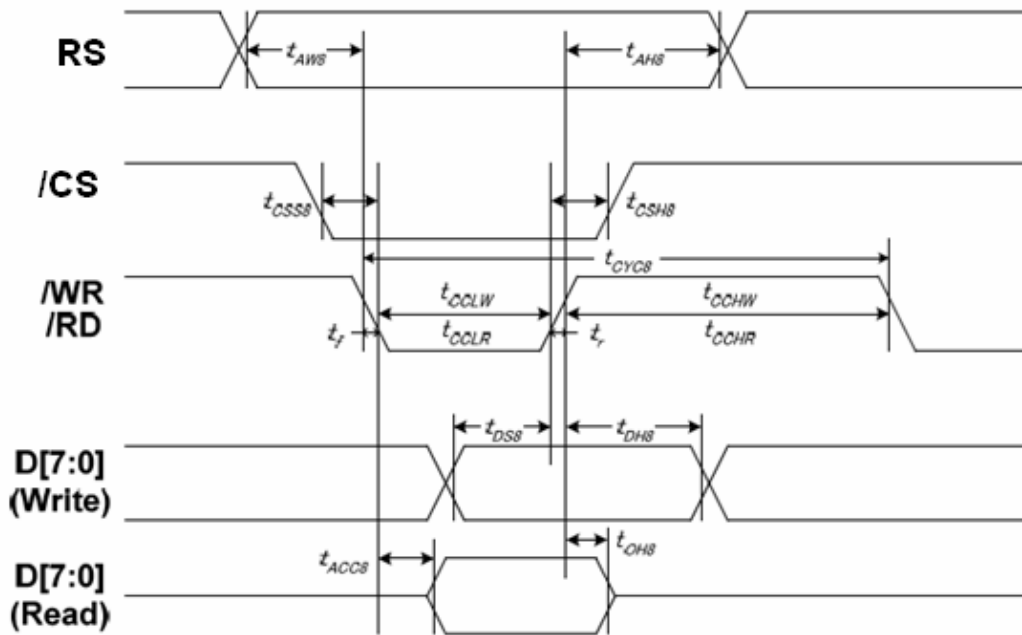 RS
tAW8
tAH8
/CS
tCSS8
tCSH8
tCYC8
/WR
/RD
tCCLW
tCCHW
tf
tCCLR
tr
tCCHR
tDS8
tDH8
D[7:0]
(Write)
tACC8
tOH8
D[7:0]
(Read)